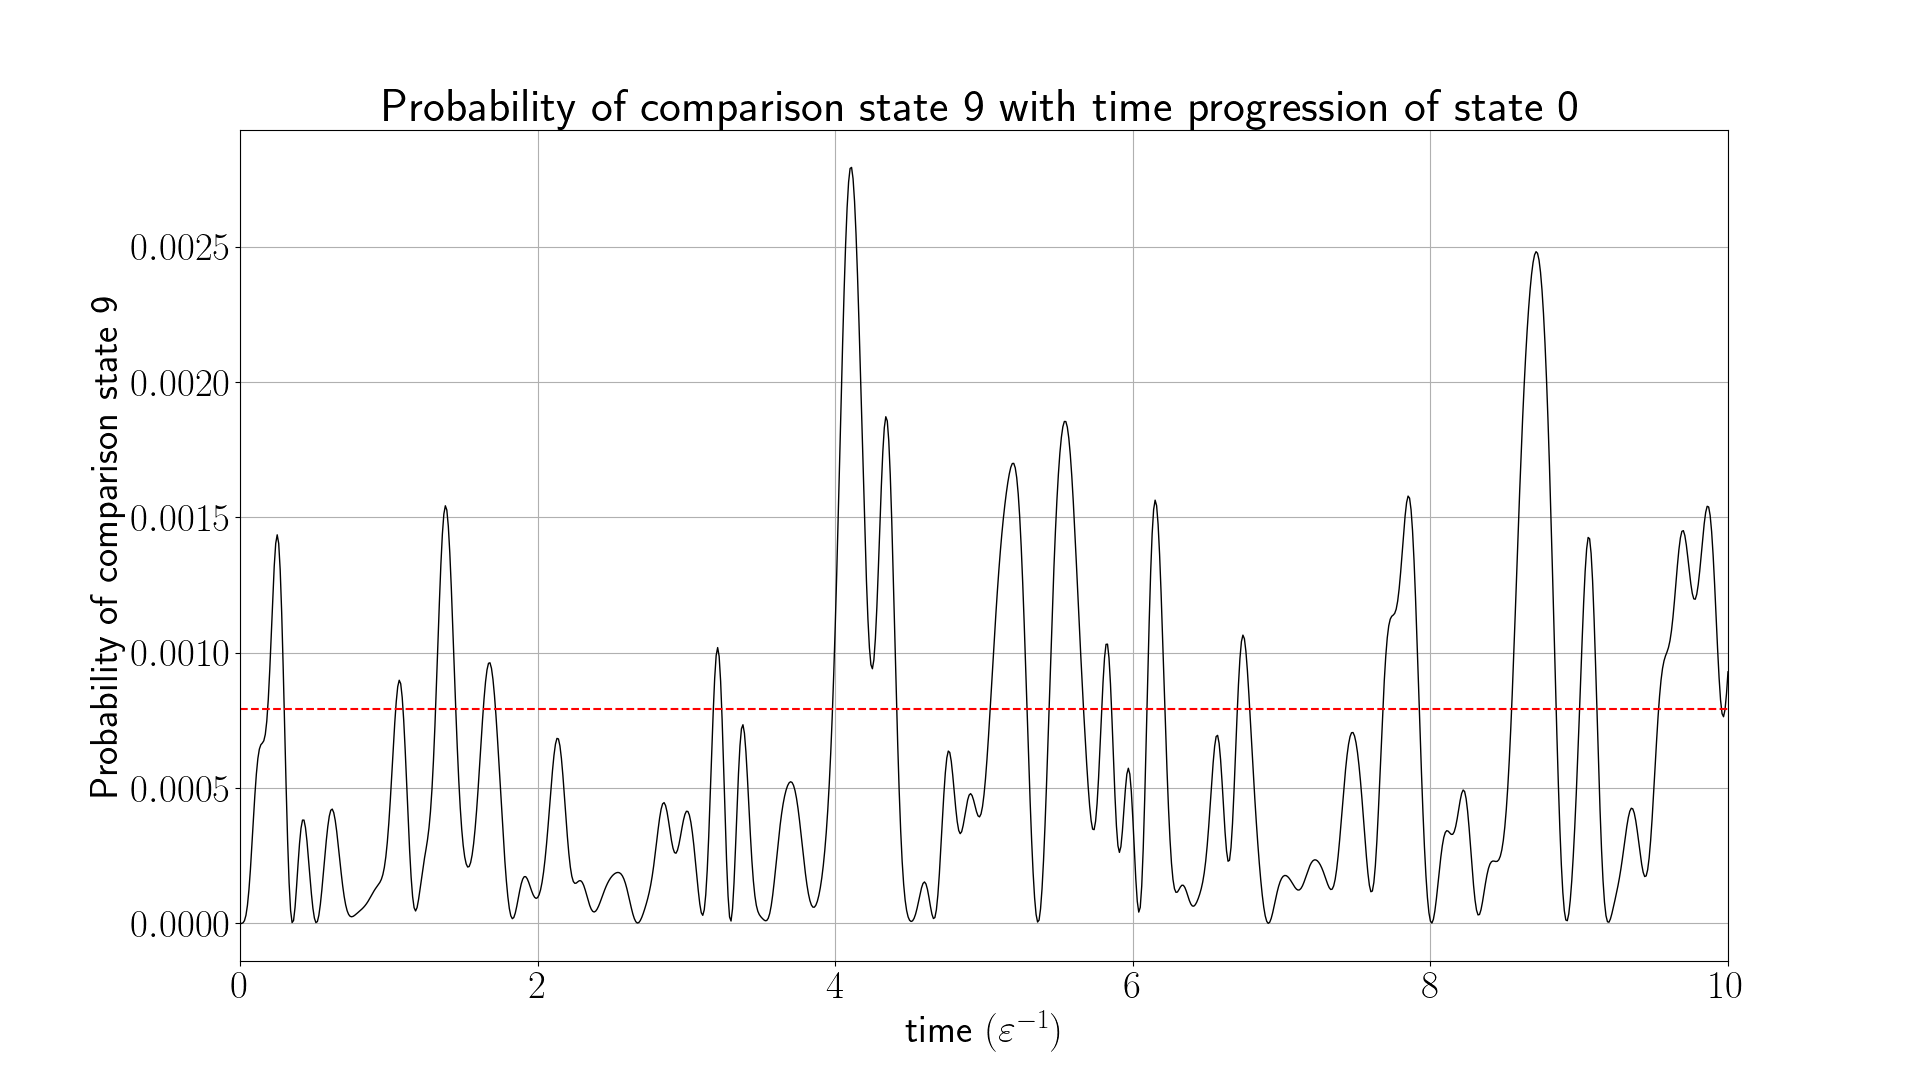 Probability of comparison state 9 with time progression of state 0
Probability of comparison state 9
0.0025
0.0020
0.0015
0.0010
0.0005
0.0000
0 2 4 6 8 10
time (ε⁻¹)